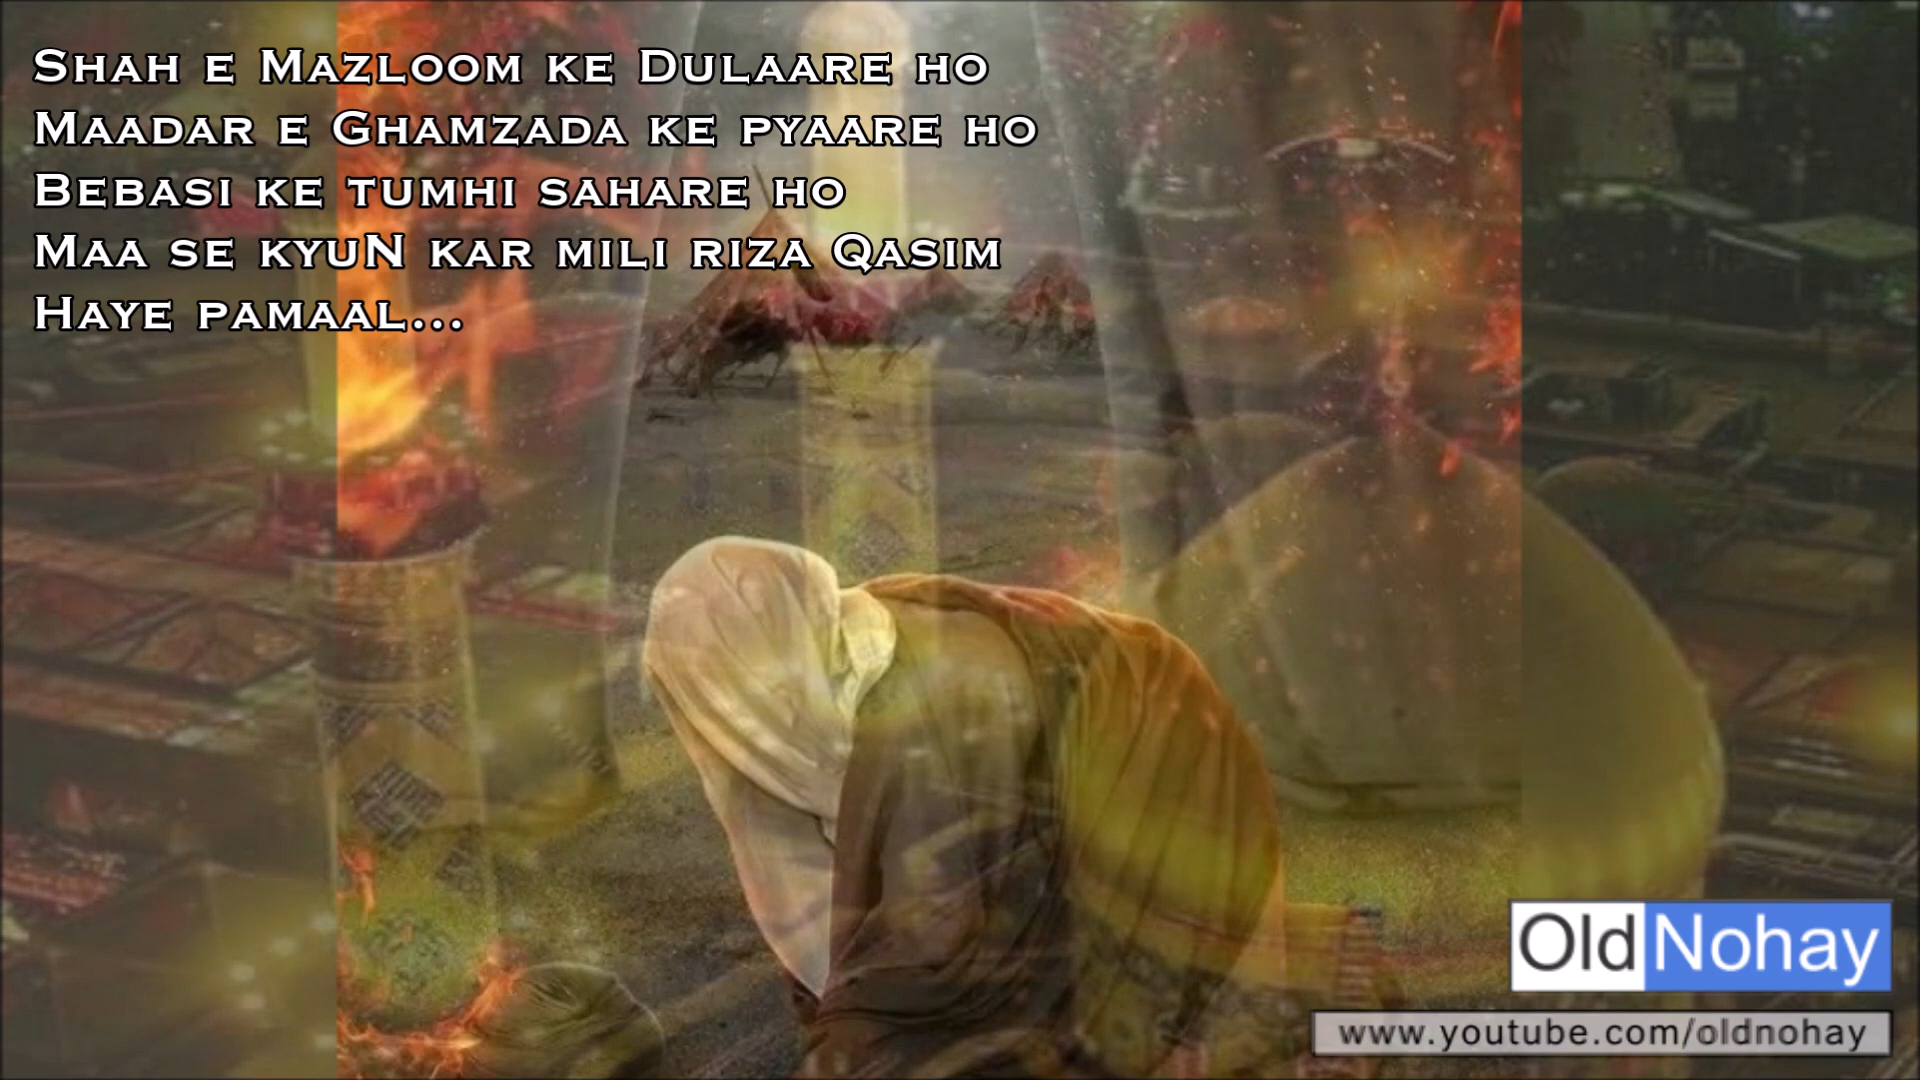 Shah e Mazloom ke Dulaare ho
Maadar e Ghamzada ke pyaare ho
Bebasi ke tumhi sahare ho
Maa se kyuN kar mili riza Qasim
Haye pamaal...
OldNohay
www.youtube.com/oldnohay